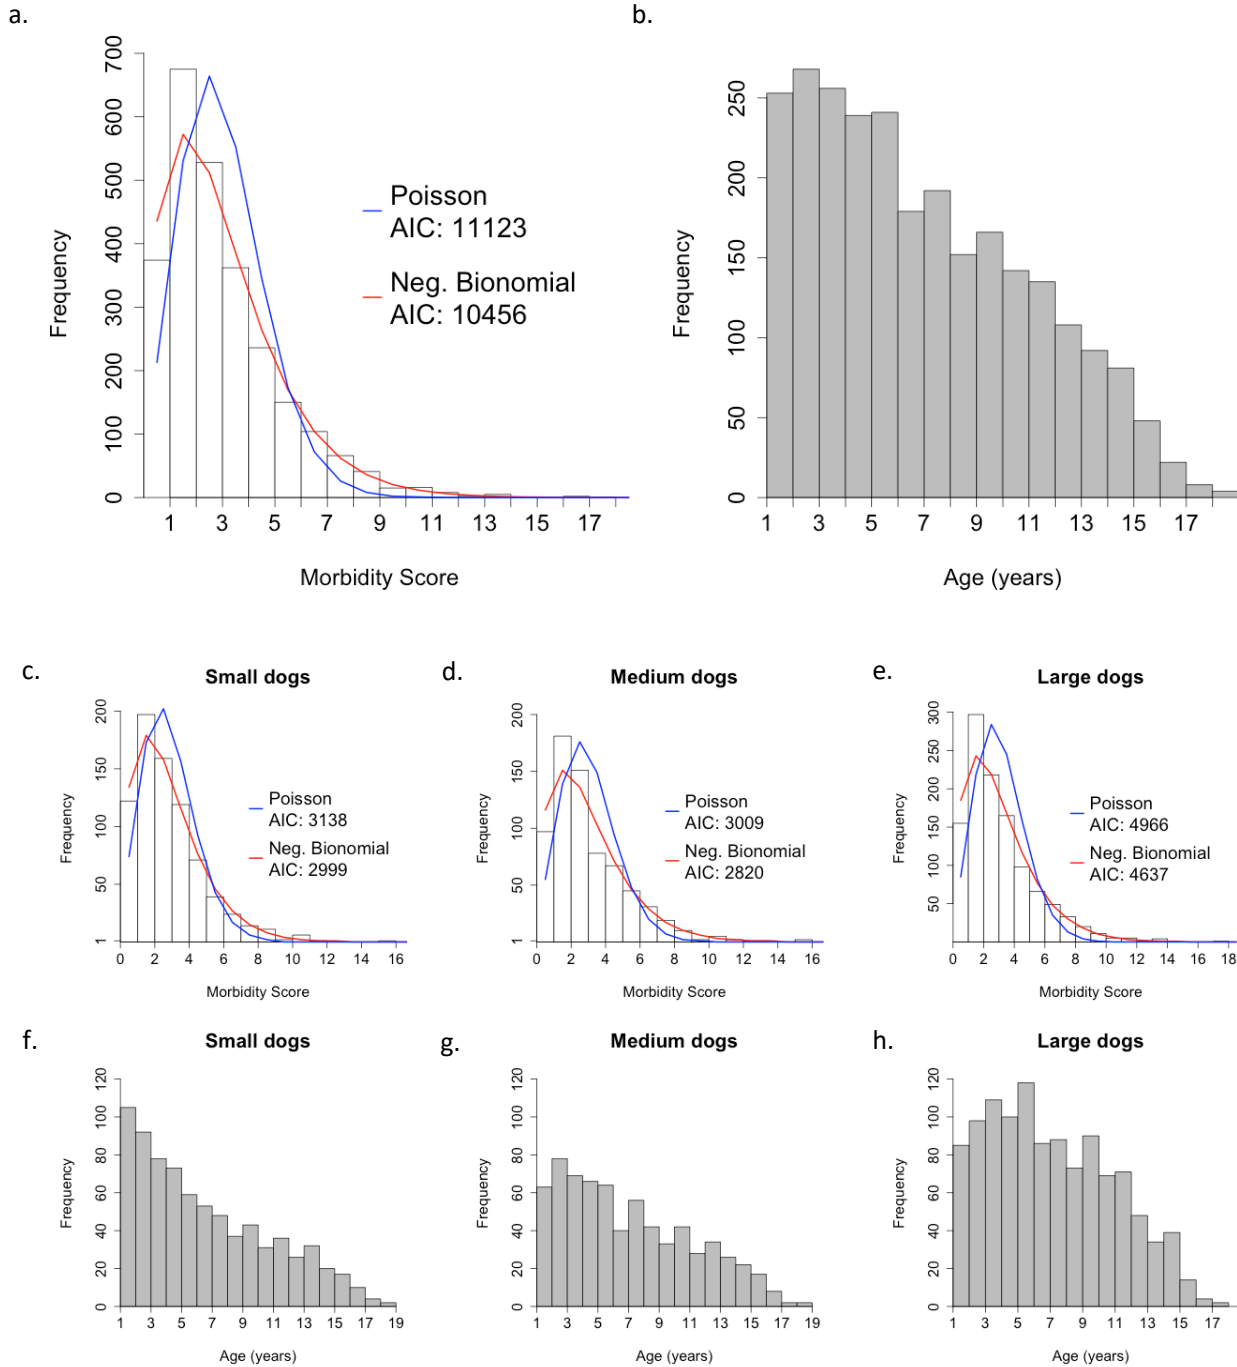 a.
700
600
500
400
300
200
100
0
Frequency
Poisson
AIC: 11123
Neg. Bionomial
AIC: 10456
1 3 5 7 9 11 13 15 17
Morbidity Score
b.
250
200
150
100
50
0
Frequency
1 3 5 7 9 11 13 15 17
Age (years)
c.
Small dogs
200
150
100
50
1
Frequency
Poisson
AIC: 3138
Neg. Bionomial
AIC: 2999
0 2 4 6 8 10 12 14 16
Morbidity Score
d.
Medium dogs
200
150
100
50
1
Frequency
Poisson
AIC: 3009
Neg. Bionomial
AIC: 2820
0 2 4 6 8 10 12 14 16
Morbidity Score
e.
Large dogs
300
250
200
150
100
50
Frequency
Poisson
AIC: 4966
Neg. Bionomial
AIC: 4637
0 2 4 6 8 10 12 14 16 18
Morbidity Score
f.
Small dogs
120
100
80
60
40
20
0
Frequency
1 3 5 7 9 11 13 15 17 19
Age (years)
g.
Medium dogs
120
100
80
60
40
20
0
Frequency
1 3 5 7 9 11 13 15 17 19
Age (years)
h.
Large dogs
120
100
80
60
40
20
0
Frequency
1 3 5 7 9 11 13 15 17
Age (years)